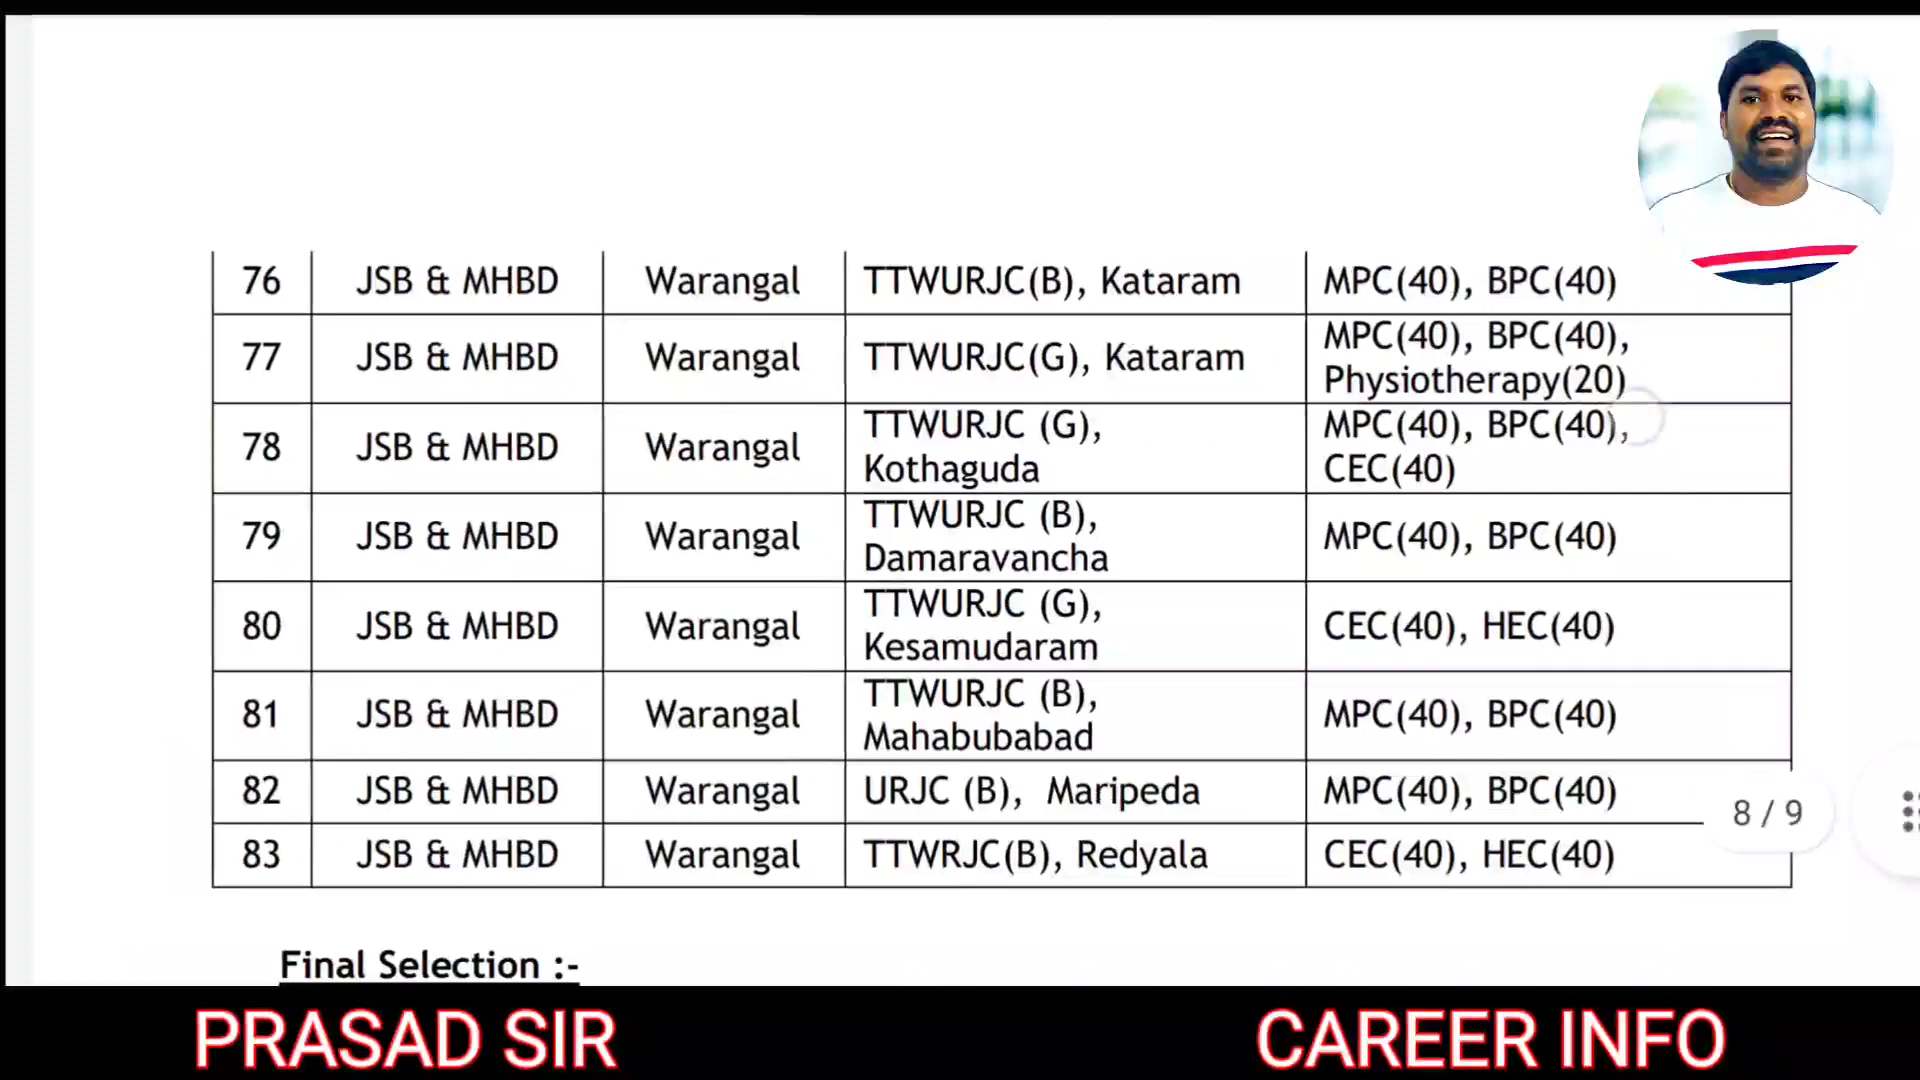 76 JSB & MHBD Warangal TTWURJC(B), Kataram MPC(40), BPC(40)
77 JSB & MHBD Warangal TTWURJC(G), Kataram MPC(40), BPC(40),
Physiotherapy(20)
78 JSB & MHBD Warangal TTWURJC (G),
Kothaguda MPC(40), BPC(40),
CEC(40)
79 JSB & MHBD Warangal TTWURJC (B),
Damaravancha MPC(40), BPC(40)
80 JSB & MHBD Warangal TTWURJC (G),
Kesamudaram CEC(40), HEC(40)
81 JSB & MHBD Warangal TTWURJC (B),
Mahabubabad MPC(40), BPC(40)
82 JSB & MHBD Warangal URJC (B), Maripeda MPC(40), BPC(40)
8 / 9
83 JSB & MHBD Warangal TTWRJC(B), Redyala CEC(40), HEC(40)
Final Selection :-
PRASAD SIR CAREER INFO